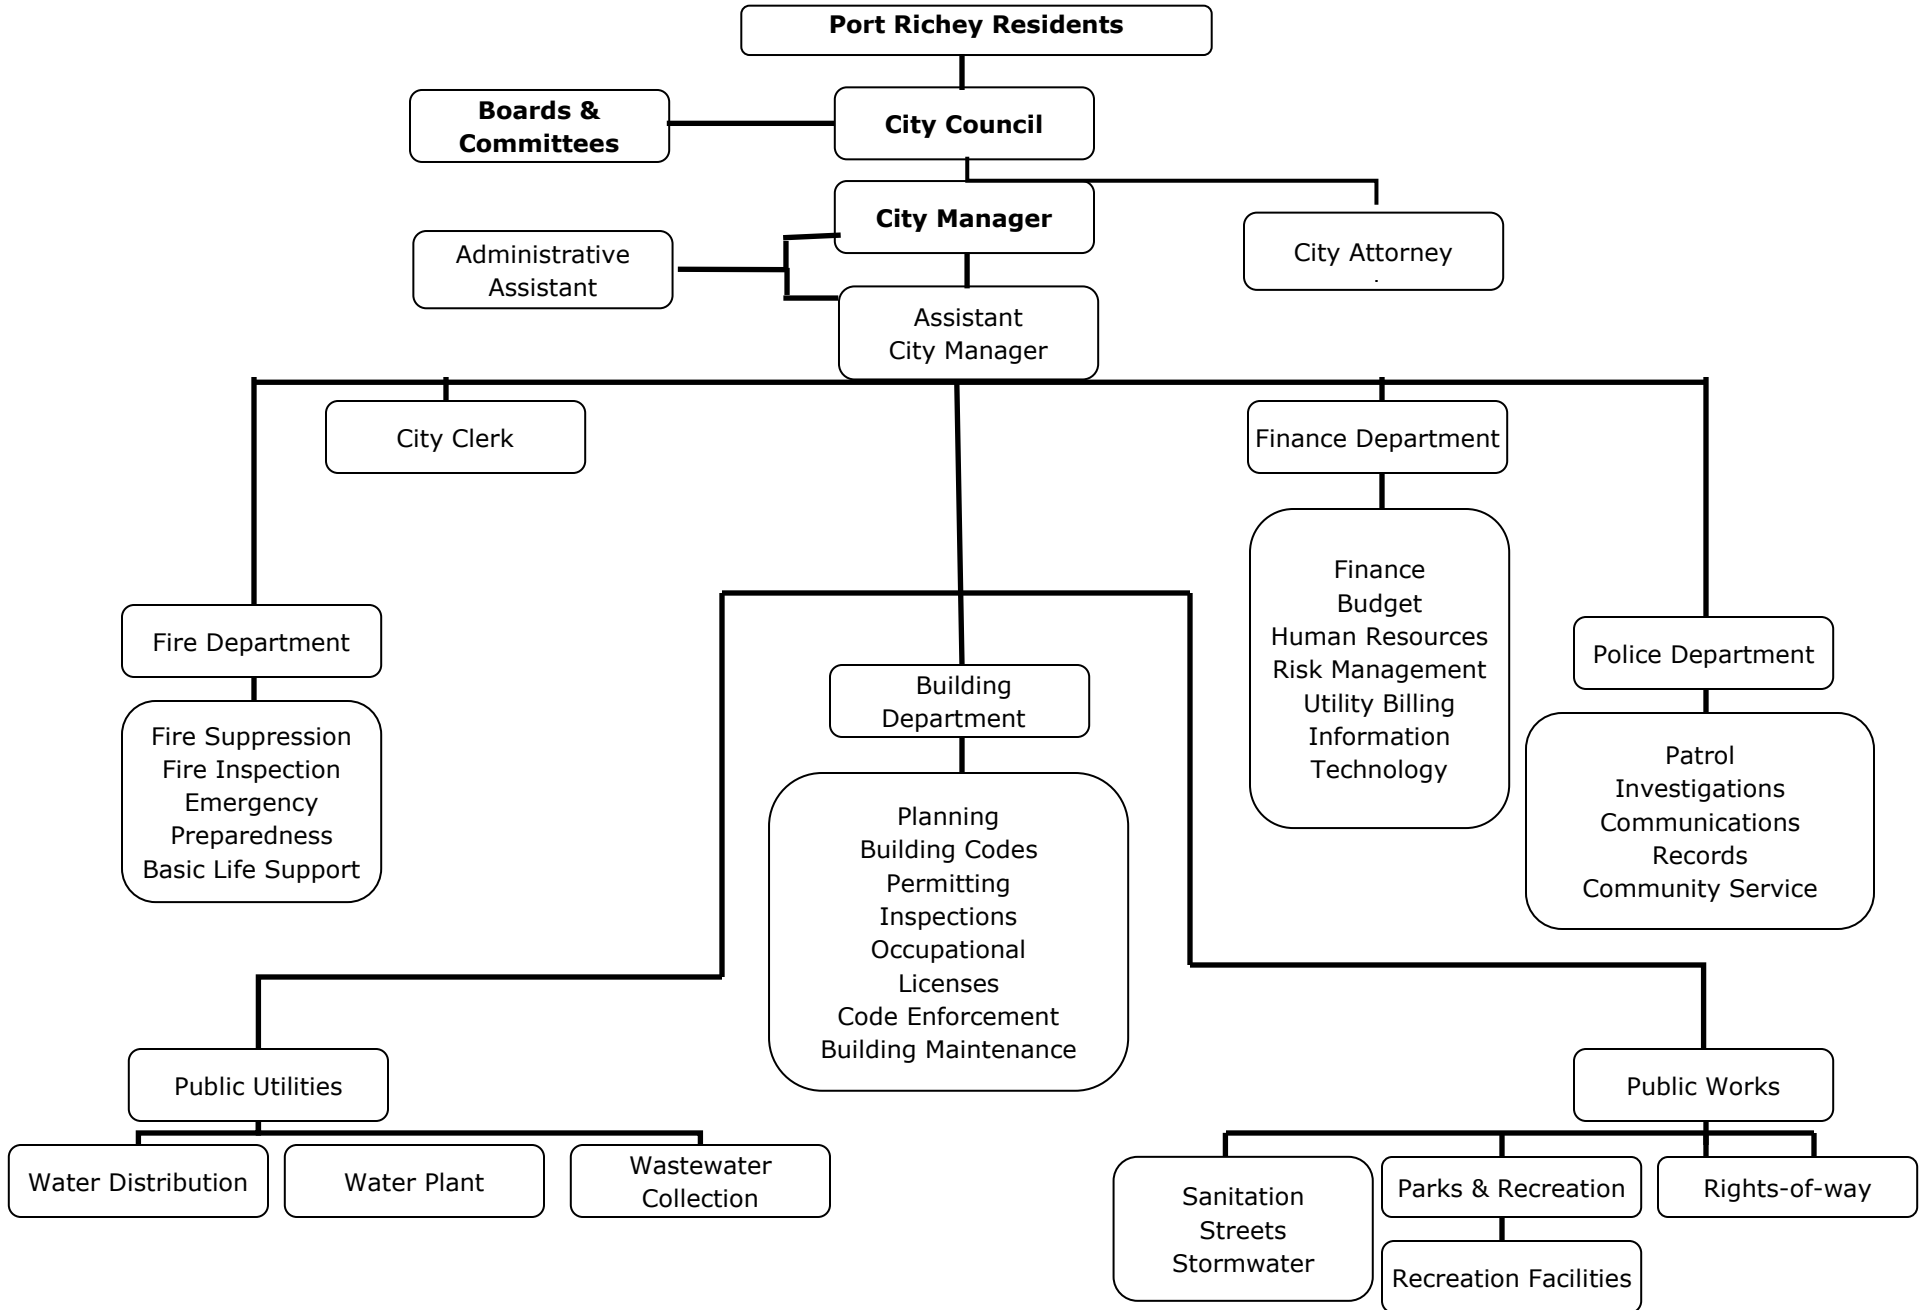 Port Richey Residents
Boards &
Committees
City Council
City Manager
Administrative
Assistant
City Attorney
.
Assistant
City Manager
City Clerk
Finance Department
Finance
Budget
Human Resources
Risk Management
Utility Billing
Information
Technology
Fire Department
Fire Suppression
Fire Inspection
Emergency
Preparedness
Basic Life Support
Building
Department
Planning
Building Codes
Permitting
Inspections
Occupational
Licenses
Code Enforcement
Building Maintenance
Police Department
Patrol
Investigations
Communications
Records
Community Service
Public Utilities
Water Distribution
Water Plant
Wastewater
Collection
Public Works
Sanitation
Streets
Stormwater
Parks & Recreation
Recreation Facilities
Rights-of-way